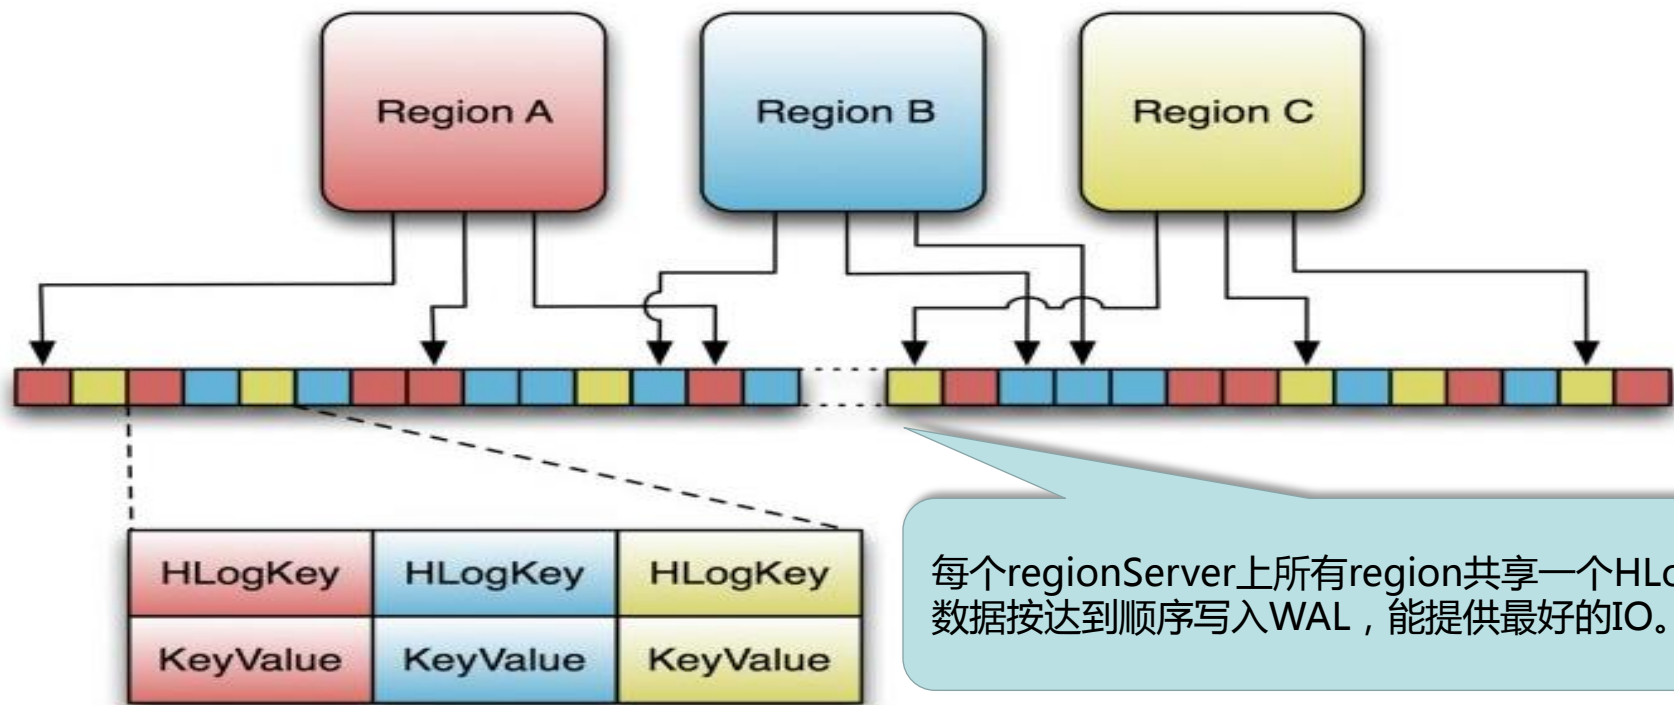 Region A
Region B
Region C
HLogKey
HLogKey
HLogKey
KeyValue
KeyValue
KeyValue
每个regionServer上所有region共享一个HLo
数据按达到顺序写入WAL，能提供最好的IO。